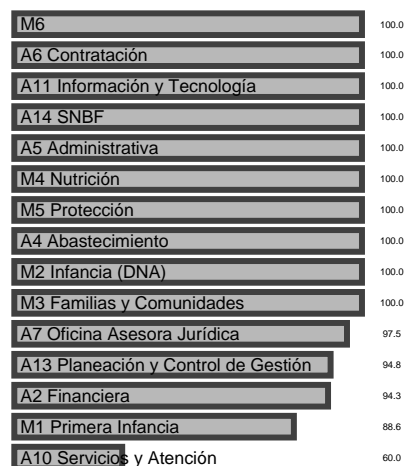 M6 100.0
A6 Contratación 100.0
A11 Información y Tecnología 100.0
A14 SNBF 100.0
A5 Administrativa 100.0
M4 Nutrición 100.0
M5 Protección 100.0
A4 Abastecimiento 100.0
M2 Infancia (DNA) 100.0
M3 Familias y Comunidades 100.0
A7 Oficina Asesora Jurídica 97.5
A13 Planeación y Control de Gestión 94.8
A2 Financiera 94.3
M1 Primera Infancia 88.6
A10 Servicios y Atención 60.0